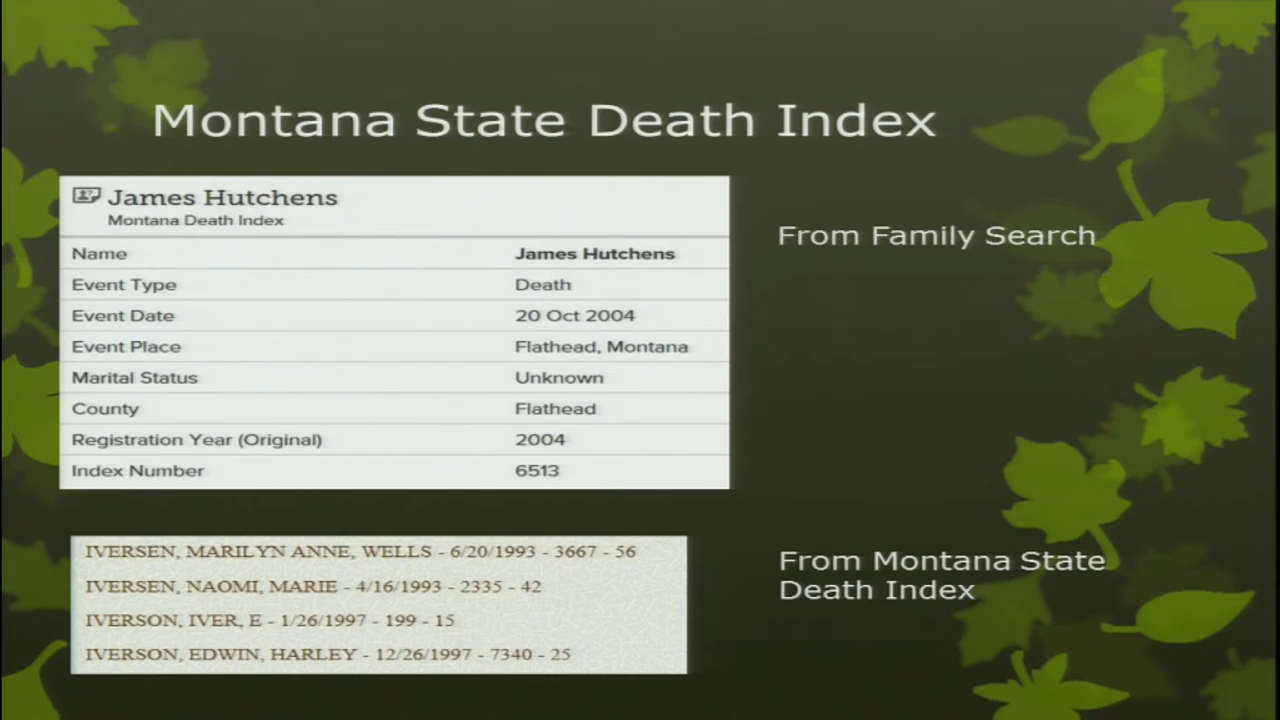 Montana State Death Index
James Hutchens
Montana Death Index
Name James Hutchens
Event Type Death
Event Date 20 Oct 2004
Event Place Flathead, Montana
Marital Status Unknown
County Flathead
Registration Year (Original) 2004
Index Number 6513
From Family Search
IVERSEN, MARILYN ANNE, WELLS - 6/20/1993 - 3667 - 56
IVERSEN, NAOMI, MARIE - 4/16/1993 - 2335 - 42
IVERSON, IVER, E - 1/26/1997 - 199 - 15
IVERSON, EDWIN, HARLEY - 12/26/1997 - 7340 - 25
From Montana State
Death Index